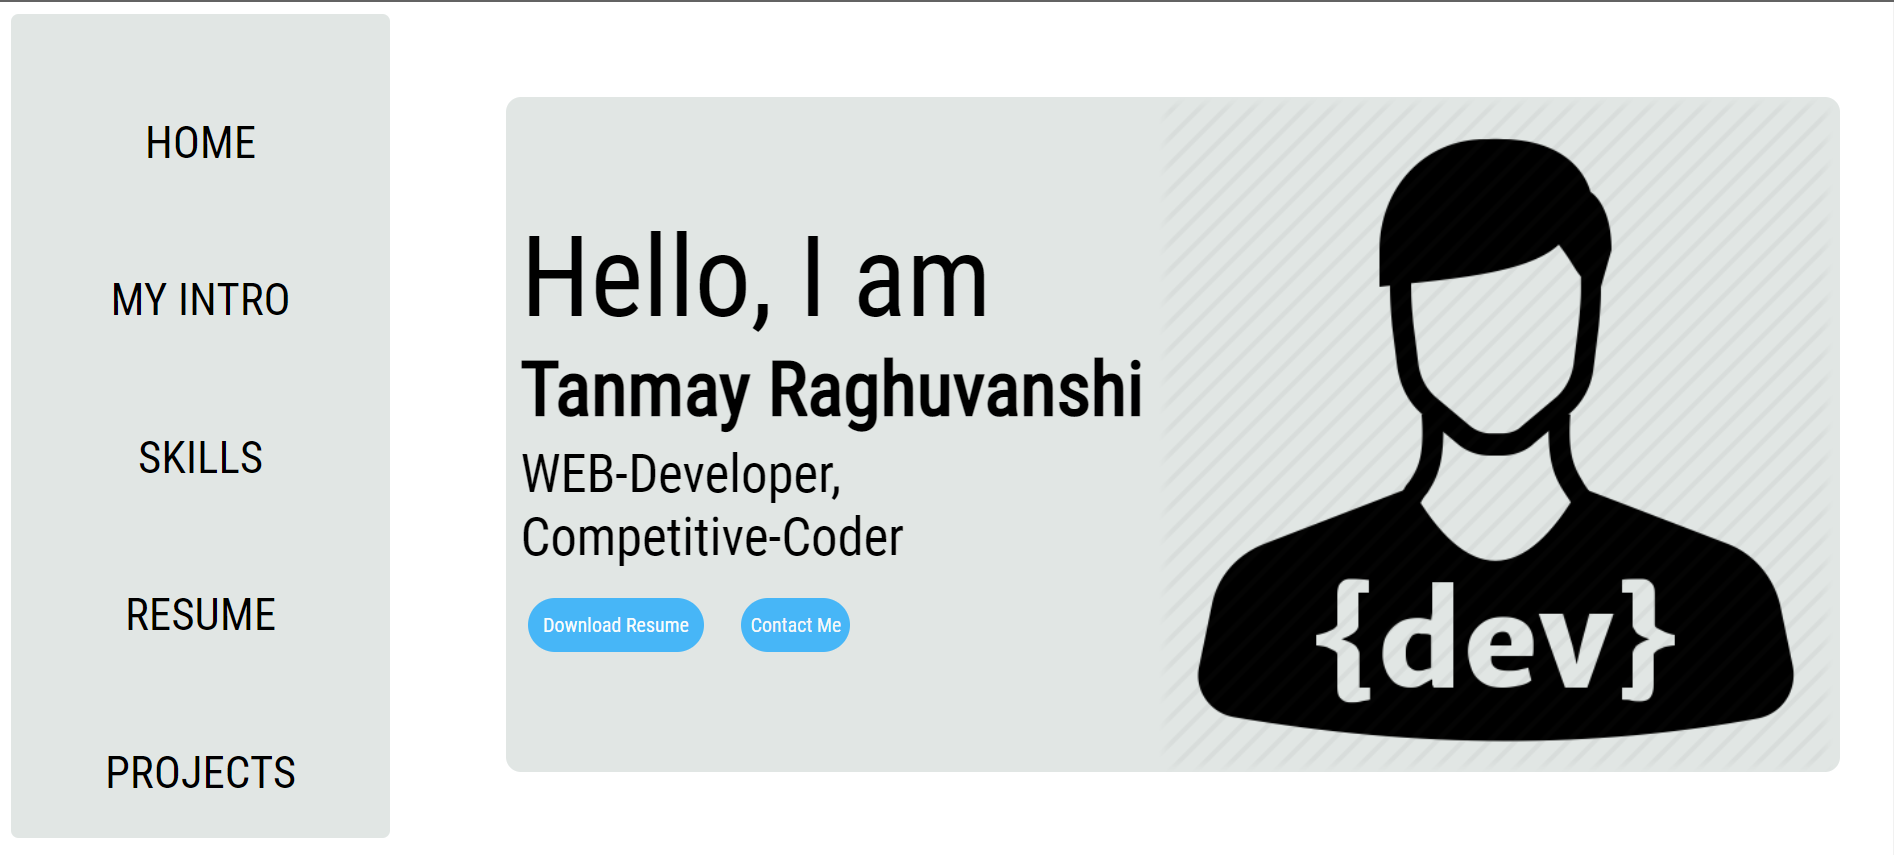 HOME
MY INTRO
SKILLS
RESUME
PROJECTS
Hello, I am
Tanmay Raghuvanshi
WEB-Developer,
Competitive-Coder
Download Resume
Contact Me
{dev}